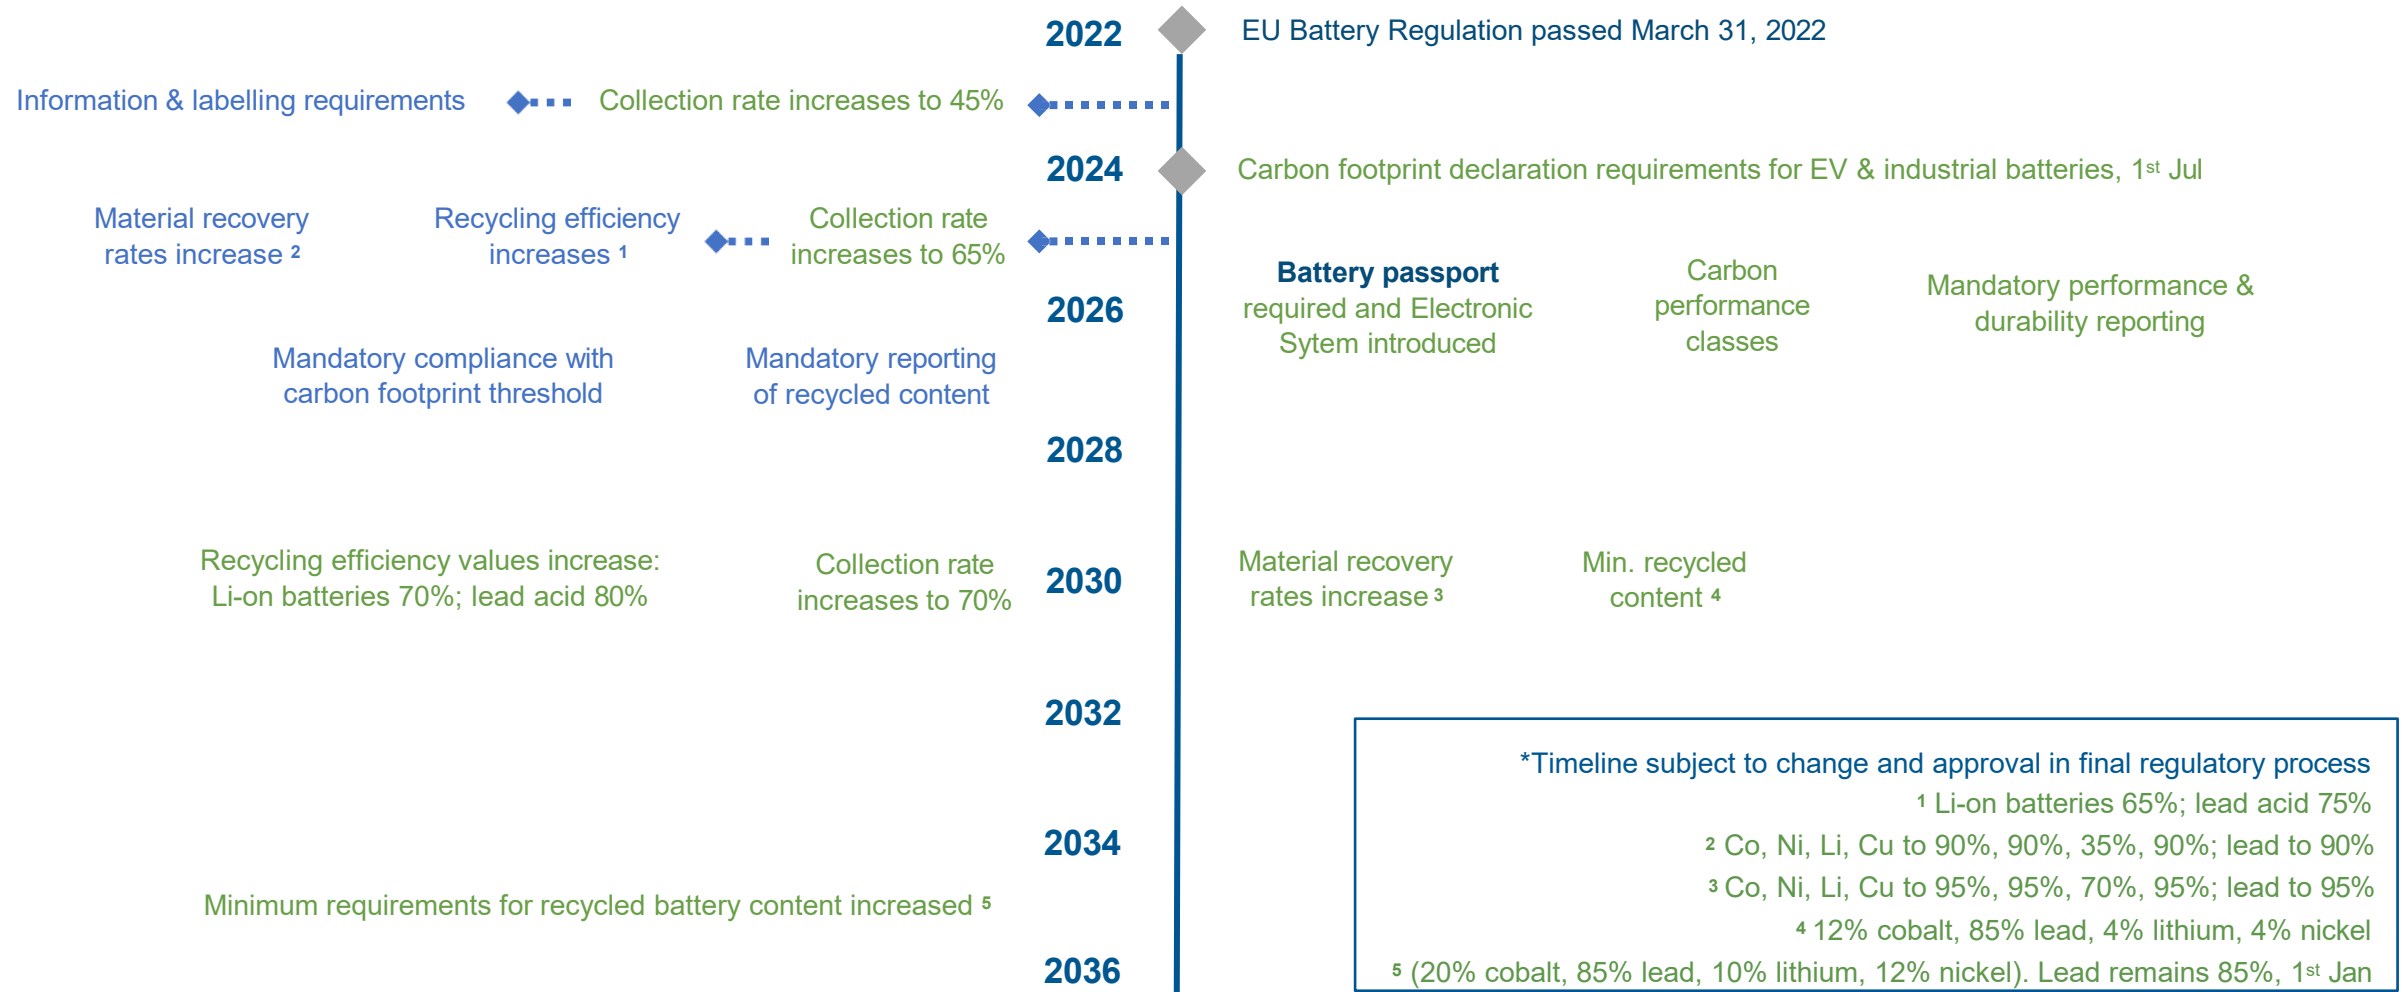 2022
EU Battery Regulation passed March 31, 2022
Information & labelling requirements
Collection rate increases to 45%
2024
Carbon footprint declaration requirements for EV & industrial batteries, 1st Jul
Material recovery
rates increase 2
Recycling efficiency
increases 1
Collection rate
increases to 65%
2026
Battery passport
required and Electronic
Sytem introduced
Carbon
performance
classes
Mandatory performance &
durability reporting
Mandatory compliance with
carbon footprint threshold
Mandatory reporting
of recycled content
2028
Recycling efficiency values increase:
Li-on batteries 70%; lead acid 80%
Collection rate
increases to 70%
2030
Material recovery
rates increase 3
Min. recycled
content 4
2032
2034
Minimum requirements for recycled battery content increased 5
2036
*Timeline subject to change and approval in final regulatory process
1 Li-on batteries 65%; lead acid 75%
2 Co, Ni, Li, Cu to 90%, 90%, 35%, 90%; lead to 90%
3 Co, Ni, Li, Cu to 95%, 95%, 70%, 95%; lead to 95%
4 12% cobalt, 85% lead, 4% lithium, 4% nickel
5 (20% cobalt, 85% lead, 10% lithium, 12% nickel). Lead remains 85%, 1st Jan